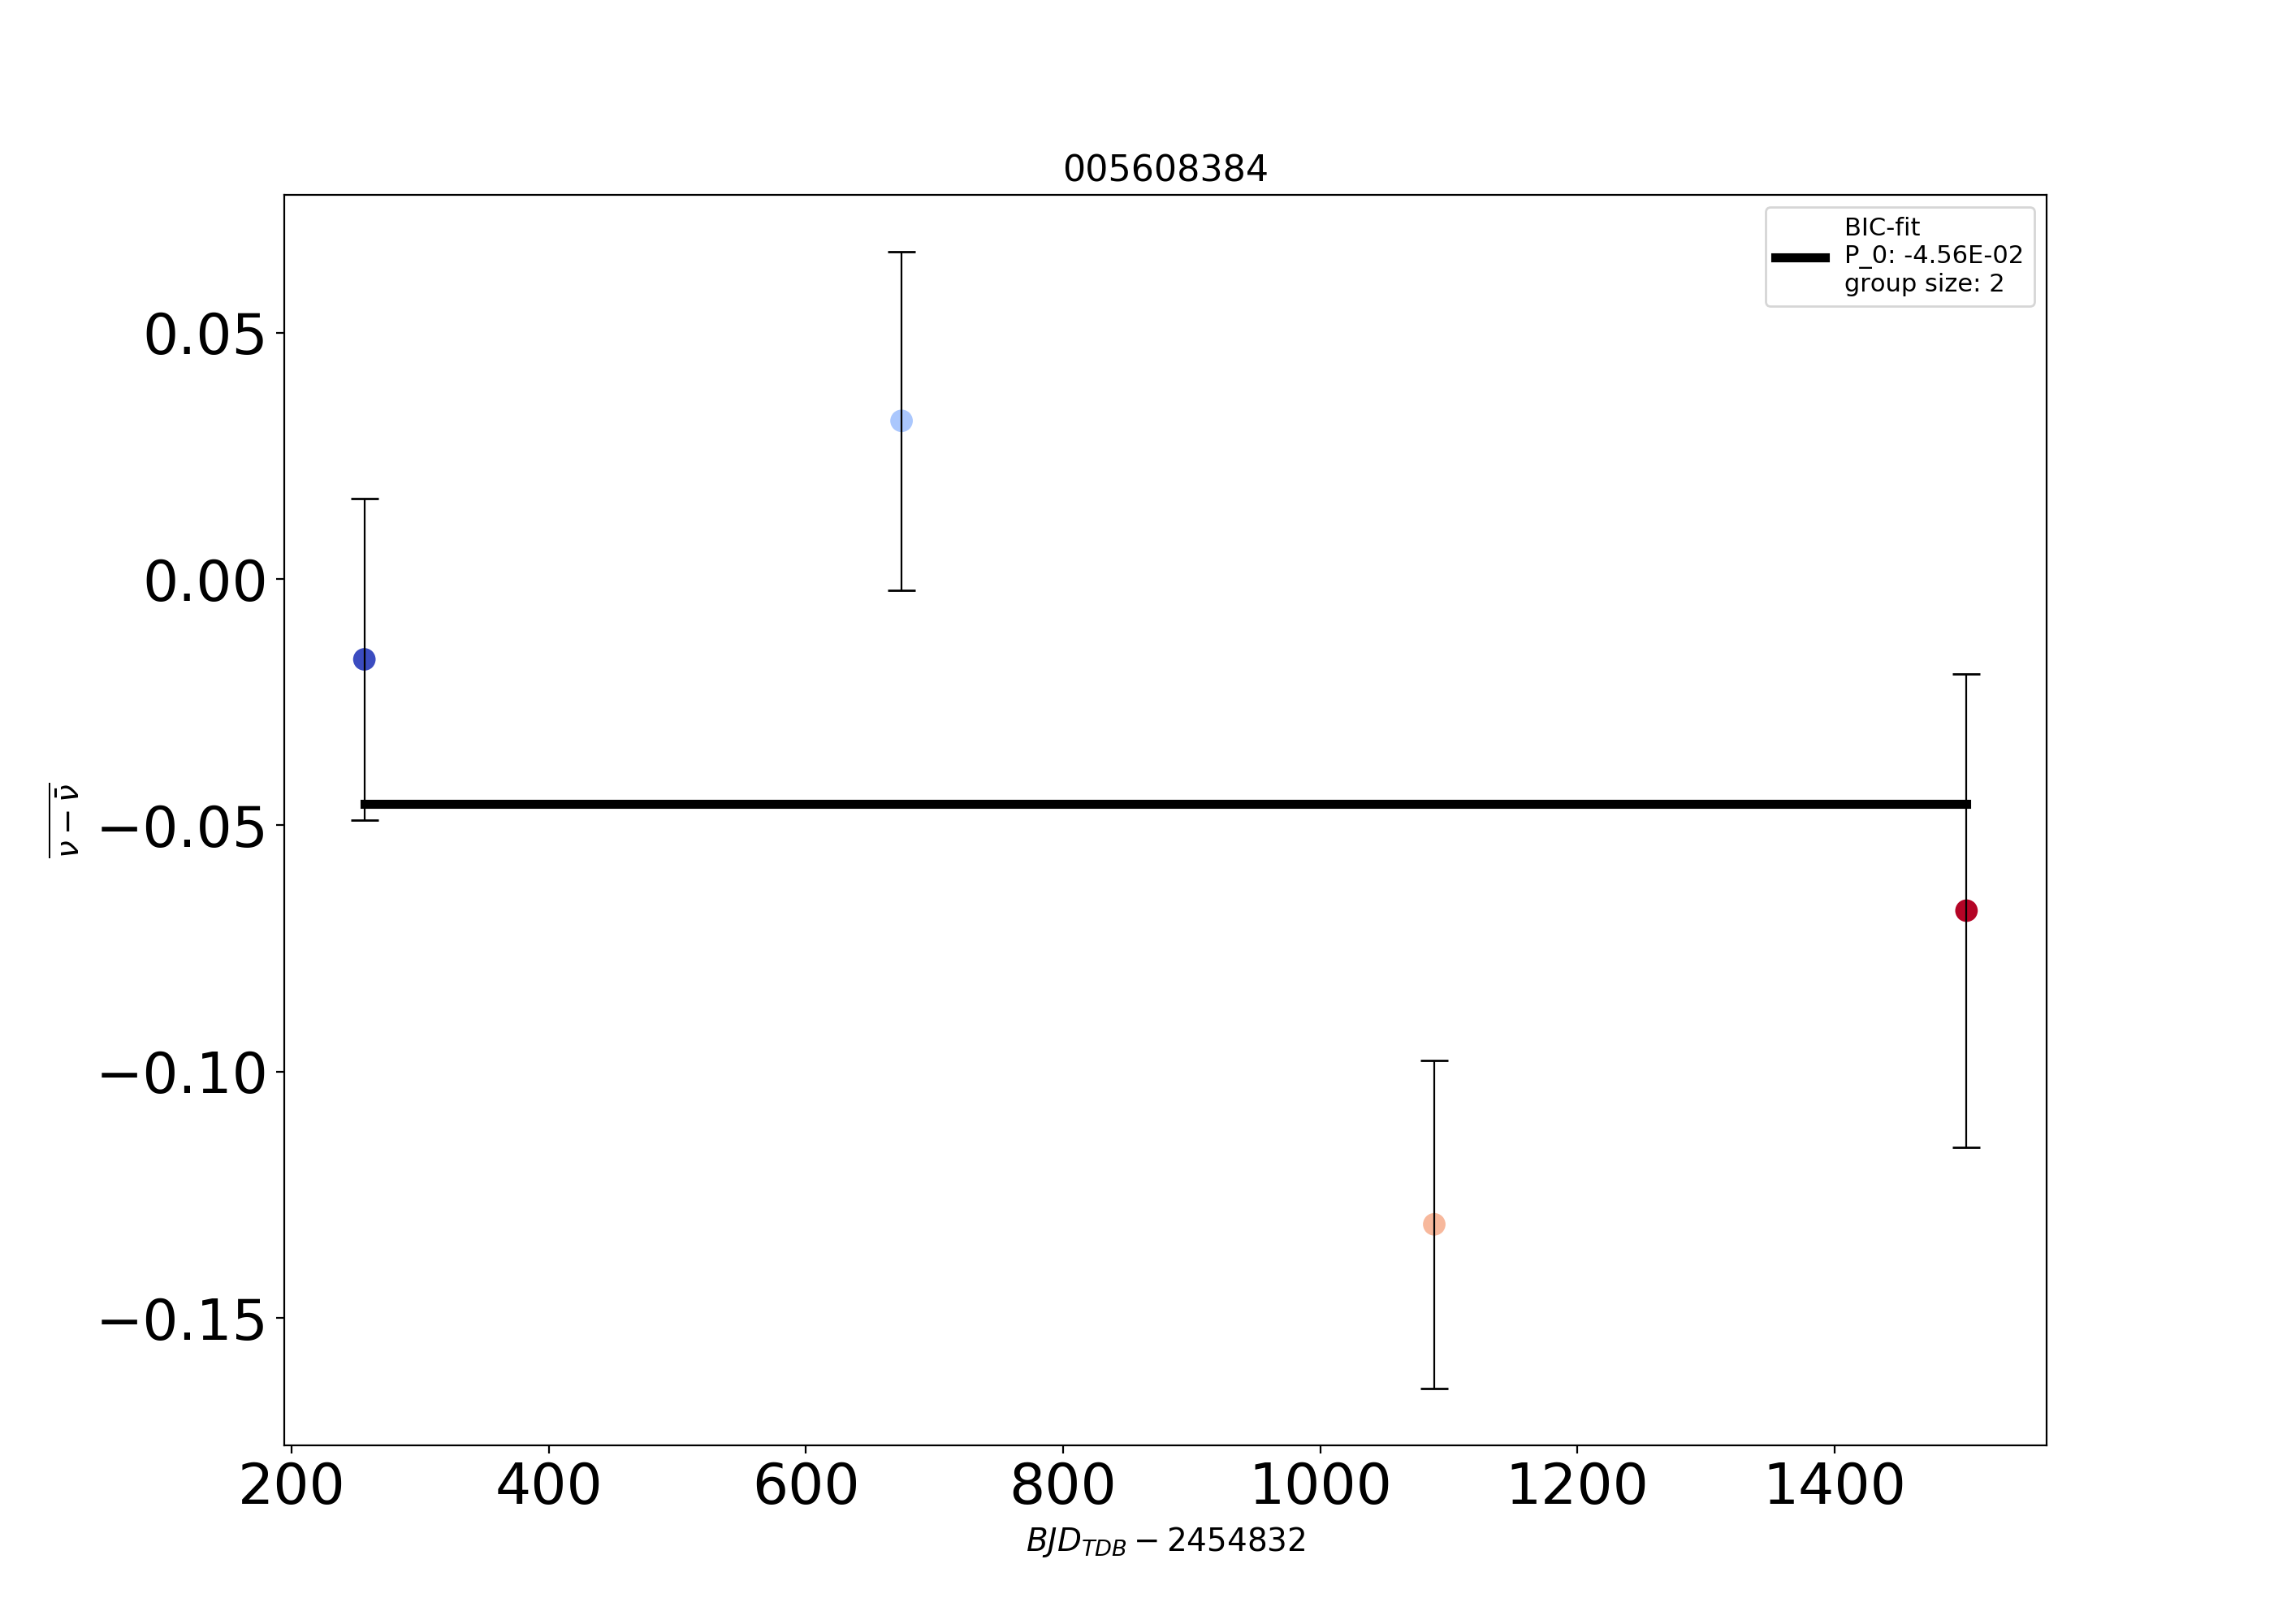 005608384
BIC-fit
P_0: -4.56E-02
group size: 2
0.05
0.00
−0.05
−0.10
−0.15
ν − ν̄
200 400 600 800 1000 1200 1400
BJD_TDB − 2454832